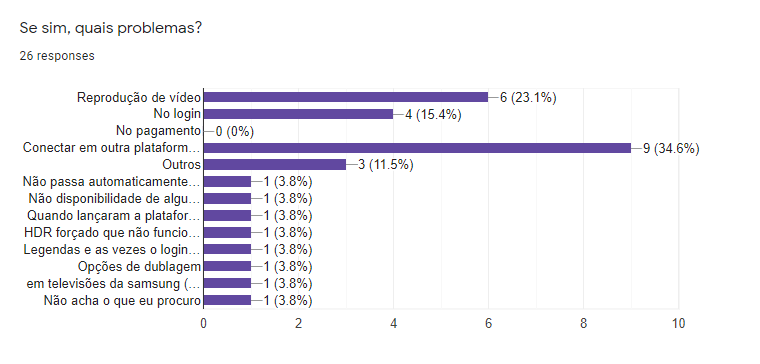 Se sim, quais problemas?
26 responses
Reprodução de vídeo 6 (23.1%)
No login 4 (15.4%)
No pagamento 0 (0%)
Conectar em outra plataform… 9 (34.6%)
Outros 3 (11.5%)
Não passa automaticamente… 1 (3.8%)
Não disponibilidade de algu… 1 (3.8%)
Quando lançaram a platafor… 1 (3.8%)
HDR forçado que não funcio… 1 (3.8%)
Legendas e as vezes o login… 1 (3.8%)
Opções de dublagem 1 (3.8%)
em televisões da samsung (… 1 (3.8%)
Não acha o que eu procuro 1 (3.8%)
0 2 4 6 8 10